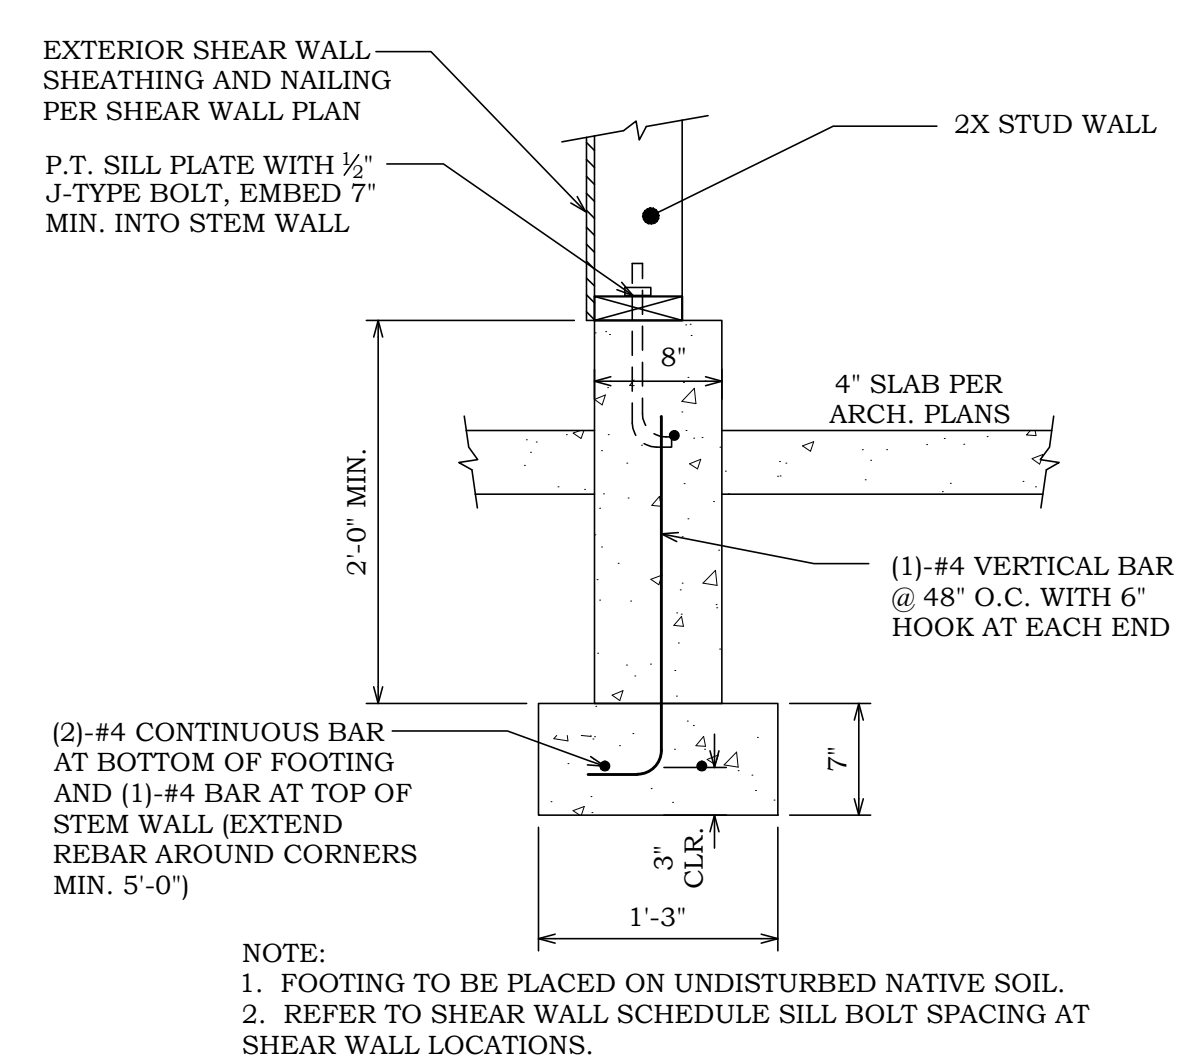 EXTERIOR SHEAR WALL
SHEATHING AND NAILING
PER SHEAR WALL PLAN
P.T. SILL PLATE WITH ½"
J-TYPE BOLT, EMBED 7"
MIN. INTO STEM WALL
2X STUD WALL
8"
4" SLAB PER
ARCH. PLANS
2'-0" MIN.
(1)-#4 VERTICAL BAR
@ 48" O.C. WITH 6"
HOOK AT EACH END
(2)-#4 CONTINUOUS BAR
AT BOTTOM OF FOOTING
AND (1)-#4 BAR AT TOP OF
STEM WALL (EXTEND
REBAR AROUND CORNERS
MIN. 5'-0")
7"
3"
CLR.
1'-3"
NOTE:
1. FOOTING TO BE PLACED ON UNDISTURBED NATIVE SOIL.
2. REFER TO SHEAR WALL SCHEDULE SILL BOLT SPACING AT
SHEAR WALL LOCATIONS.